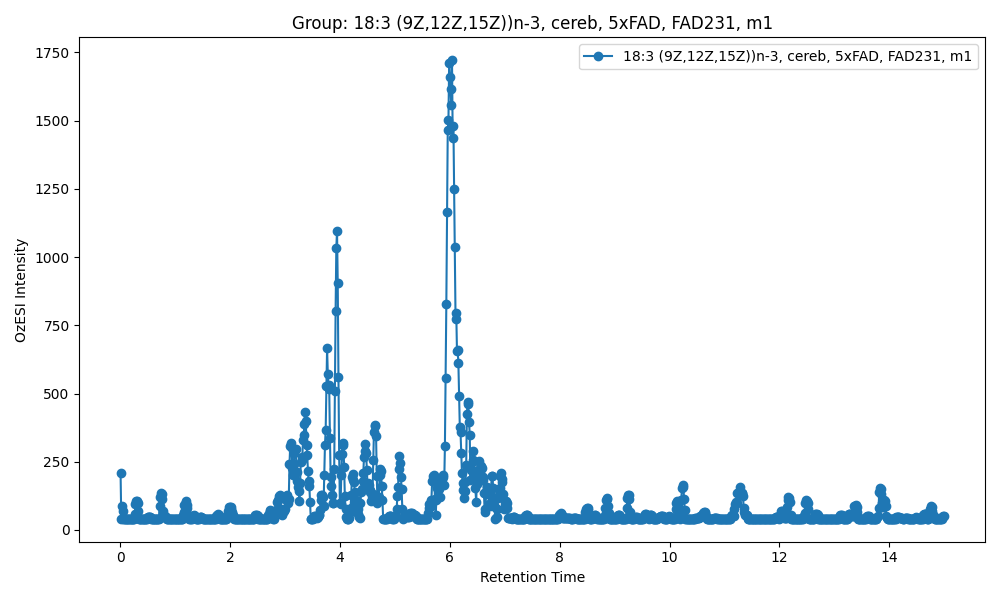 Group: 18:3 (9Z,12Z,15Z))n-3, cereb, 5xFAD, FAD231, m1
18:3 (9Z,12Z,15Z))n-3, cereb, 5xFAD, FAD231, m1
1750
1500
1250
1000
750
500
250
0
OzESI Intensity
0 2 4 6 8 10 12 14
Retention Time